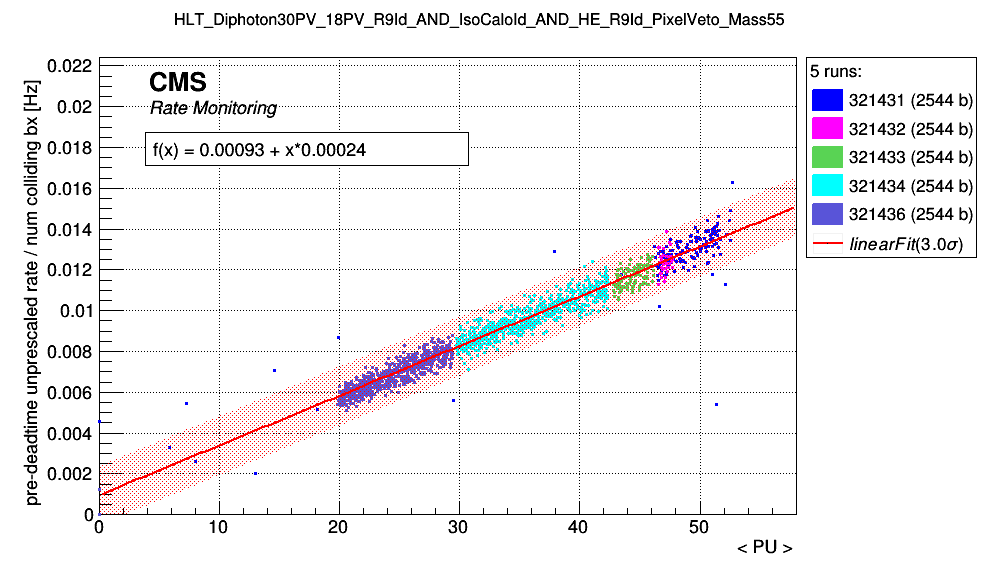 HLT_Diphoton30PV_18PV_R9Id_AND_IsoCaloId_AND_HE_R9Id_PixelVeto_Mass55
pre-deadtime unprescaled rate / num colliding bx [Hz]
0.022
0.02
0.018
0.016
0.014
0.012
0.01
0.008
0.006
0.004
0.002
0
CMS
Rate Monitoring
f(x) = 0.00093 + x*0.00024
0 10 20 30 40 50
< PU >
5 runs:
321431 (2544 b)
321432 (2544 b)
321433 (2544 b)
321434 (2544 b)
321436 (2544 b)
linearFit(3.0σ)